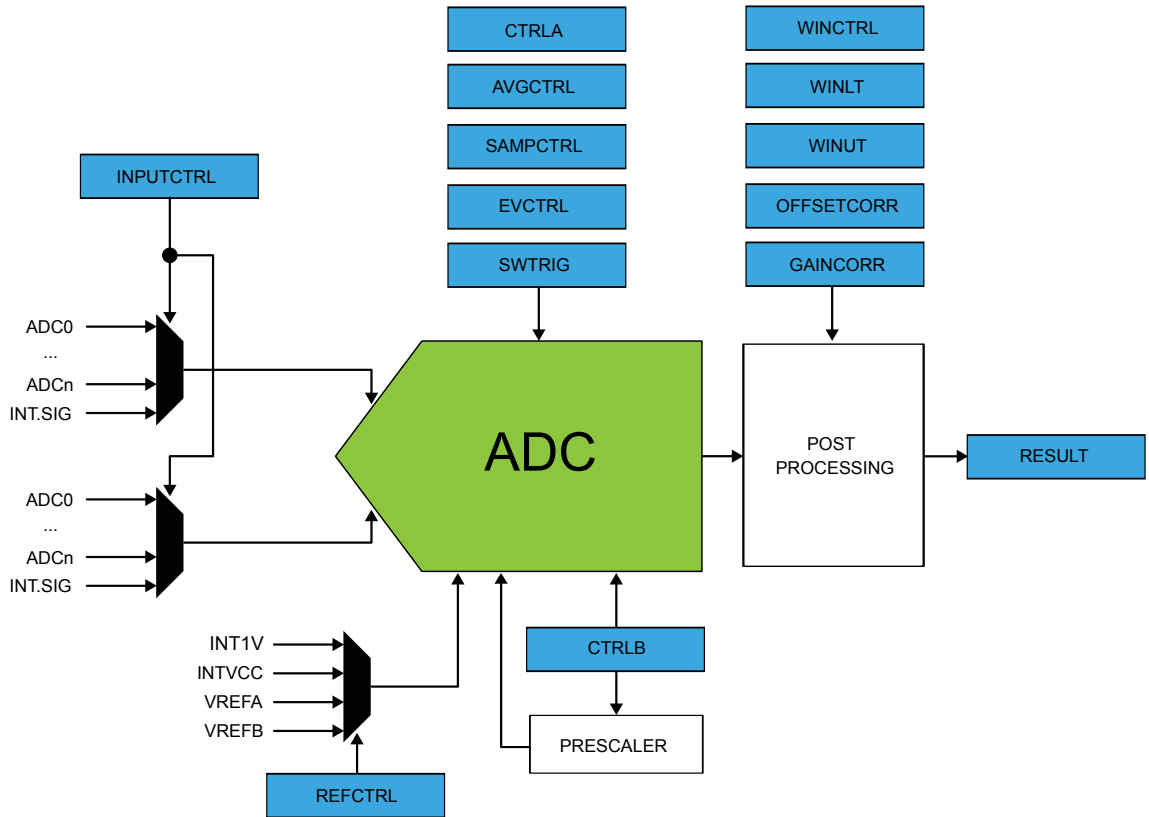 CTRLA
WINCTRL
AVGCTRL
WINLT
SAMPCTRL
WINUT
INPUTCTRL
EVCTRL
OFFSETCORR
SWTRIG
GAINCORR
ADC0
...
ADCn
INT.SIG
ADC
POST
PROCESSING
RESULT
ADC0
...
ADCn
INT.SIG
INT1V
INTVCC
VREFA
VREFB
CTRLB
PRESCALER
REFCTRL